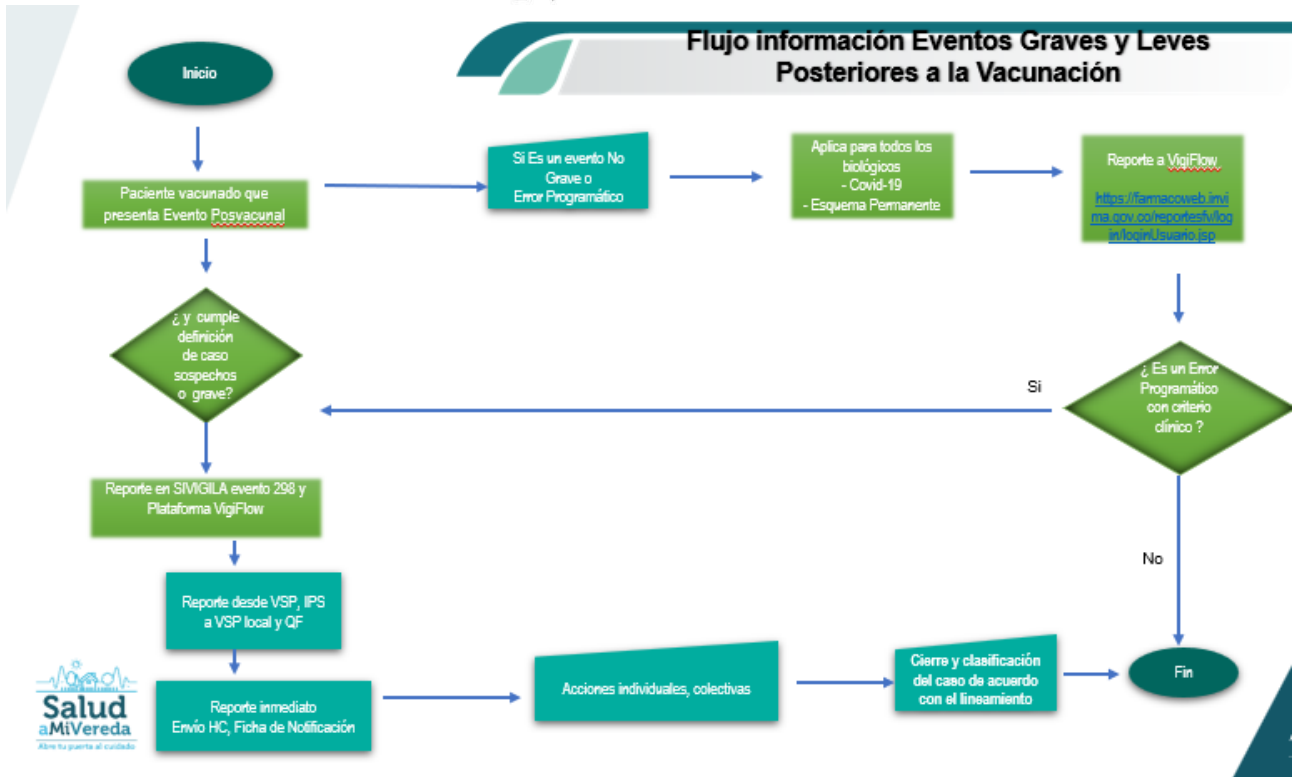 Flujo información Eventos Graves y Leves
Posteriores a la Vacunación
Inicio
Paciente vacunado que
presenta Evento Posvacunal
Si Es un evento No
Grave o
Error Programático
Aplica para todos los
biológicos
- Covid-19
- Esquema Permanente
Reporte a VigiFlow
https://farmacoweb.invi
ma.gov.co/reportesfv/log
in/loginUsuario.jsp
¿ y cumple
definición
de caso
sospechos
o grave?
Si
¿ Es un Error
Programático
con criterio
clínico ?
No
Reporte en SIVIGILA evento 298 y
Plataforma VigiFlow
Reporte desde VSP, IPS
a VSP local y QF
Reporte inmediato
Envío HC, Ficha de Notificación
Acciones individuales, colectivas
Cierre y clasificación
del caso de acuerdo
con el lineamiento
Fin
Salud
aMiVereda
Abre tu puerta al cuidado